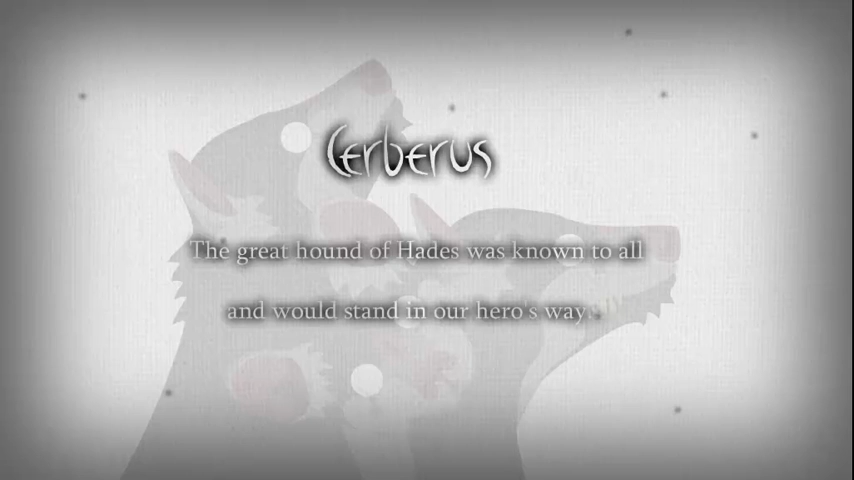 Cerberus
The great hound of Hades was known to all
and would stand in our hero's way.